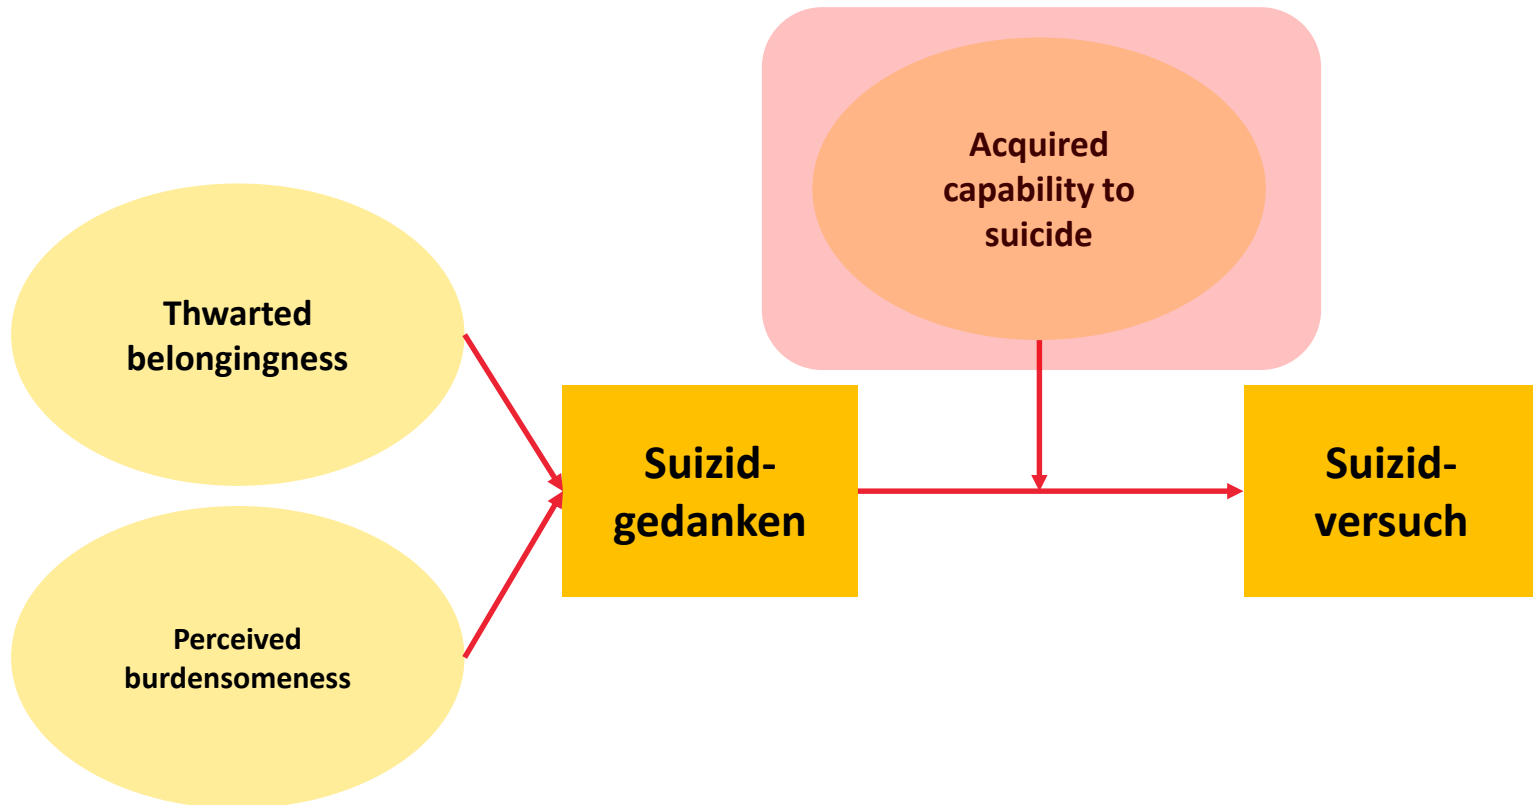 Acquired
capability to
suicide
Thwarted
belongingness
Suizid-
gedanken
Suizid-
versuch
Perceived
burdensomeness